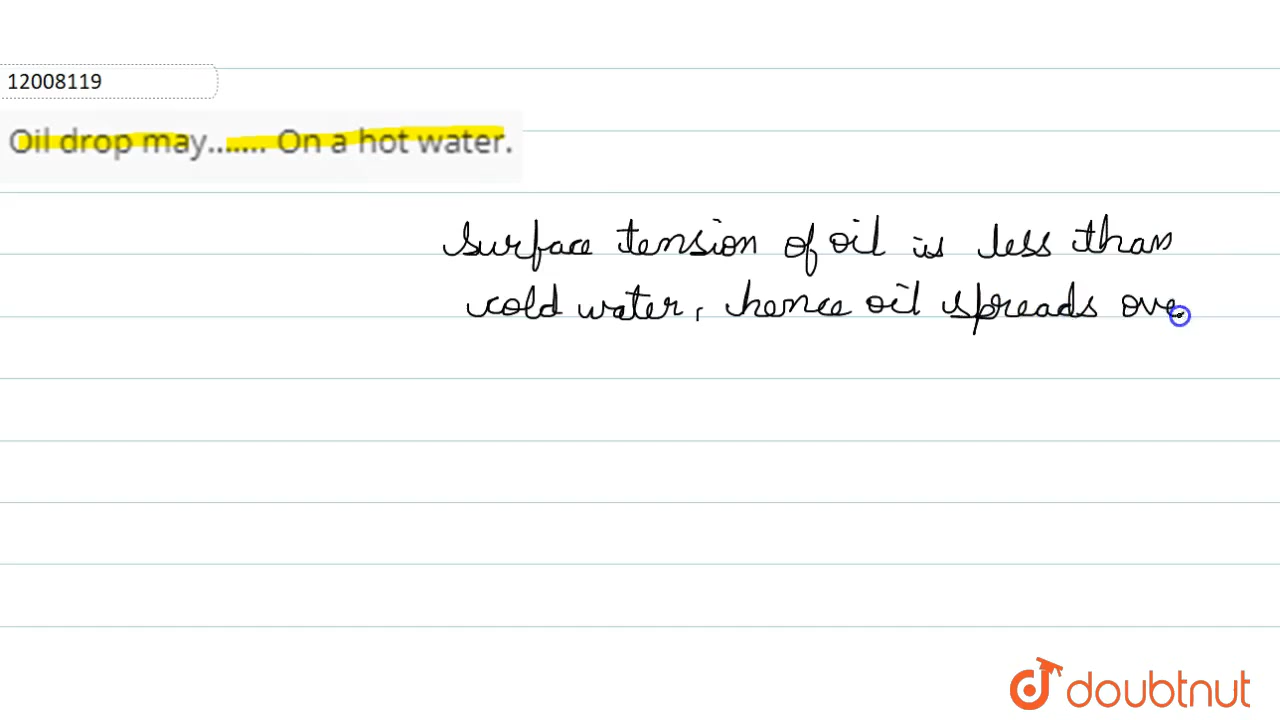 12008119
Oil drop may....... On a hot water.
surface tension of oil is less than
cold water, hence oil spreads ove
doubtnut